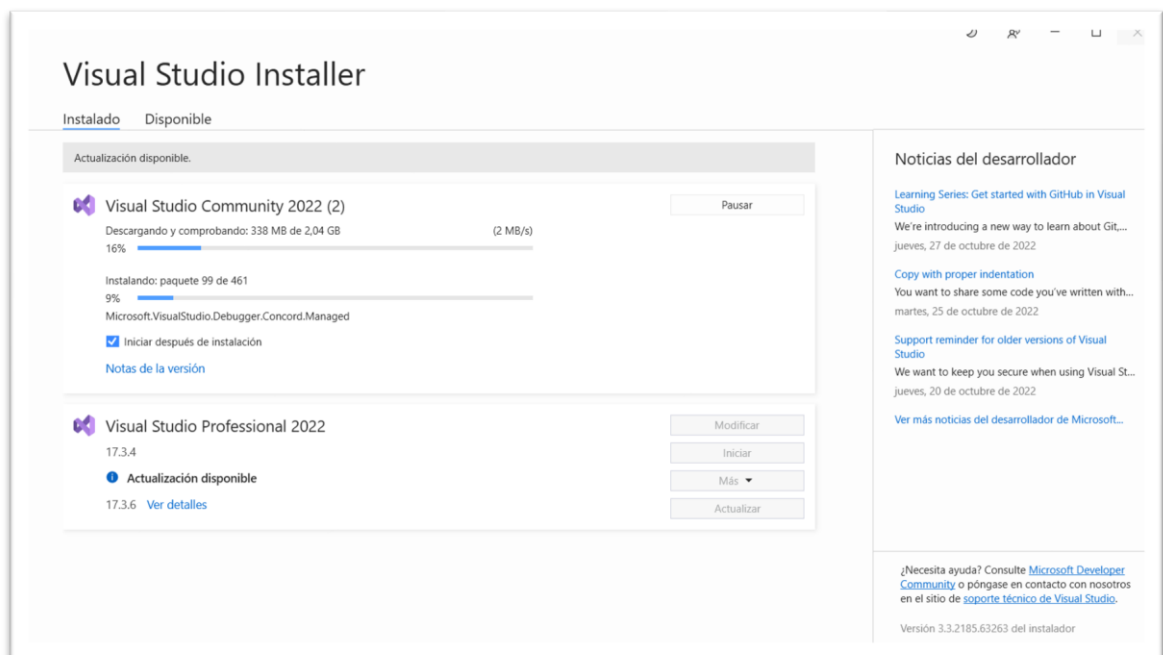 Visual Studio Installer
Instalado Disponible
Actualización disponible.
Visual Studio Community 2022 (2)
Pausar
Descargando y comprobando: 338 MB de 2,04 GB (2 MB/s)
16%
Instalando: paquete 99 de 461
9%
Microsoft.VisualStudio.Debugger.Concord.Managed
Iniciar después de instalación
Notas de la versión
Visual Studio Professional 2022
Modificar
17.3.4
Iniciar
Actualización disponible
Más
17.3.6 Ver detalles
Actualizar
Noticias del desarrollador
Learning Series: Get started with GitHub in Visual
Studio
We're introducing a new way to learn about Git,...
jueves, 27 de octubre de 2022
Copy with proper indentation
You want to share some code you've written with...
martes, 25 de octubre de 2022
Support reminder for older versions of Visual
Studio
We want to keep you secure when using Visual St...
jueves, 20 de octubre de 2022
Ver más noticias del desarrollador de Microsoft...
¿Necesita ayuda? Consulte Microsoft Developer
Community o póngase en contacto con nosotros
en el sitio de soporte técnico de Visual Studio.
Versión 3.3.2185.63263 del instalador